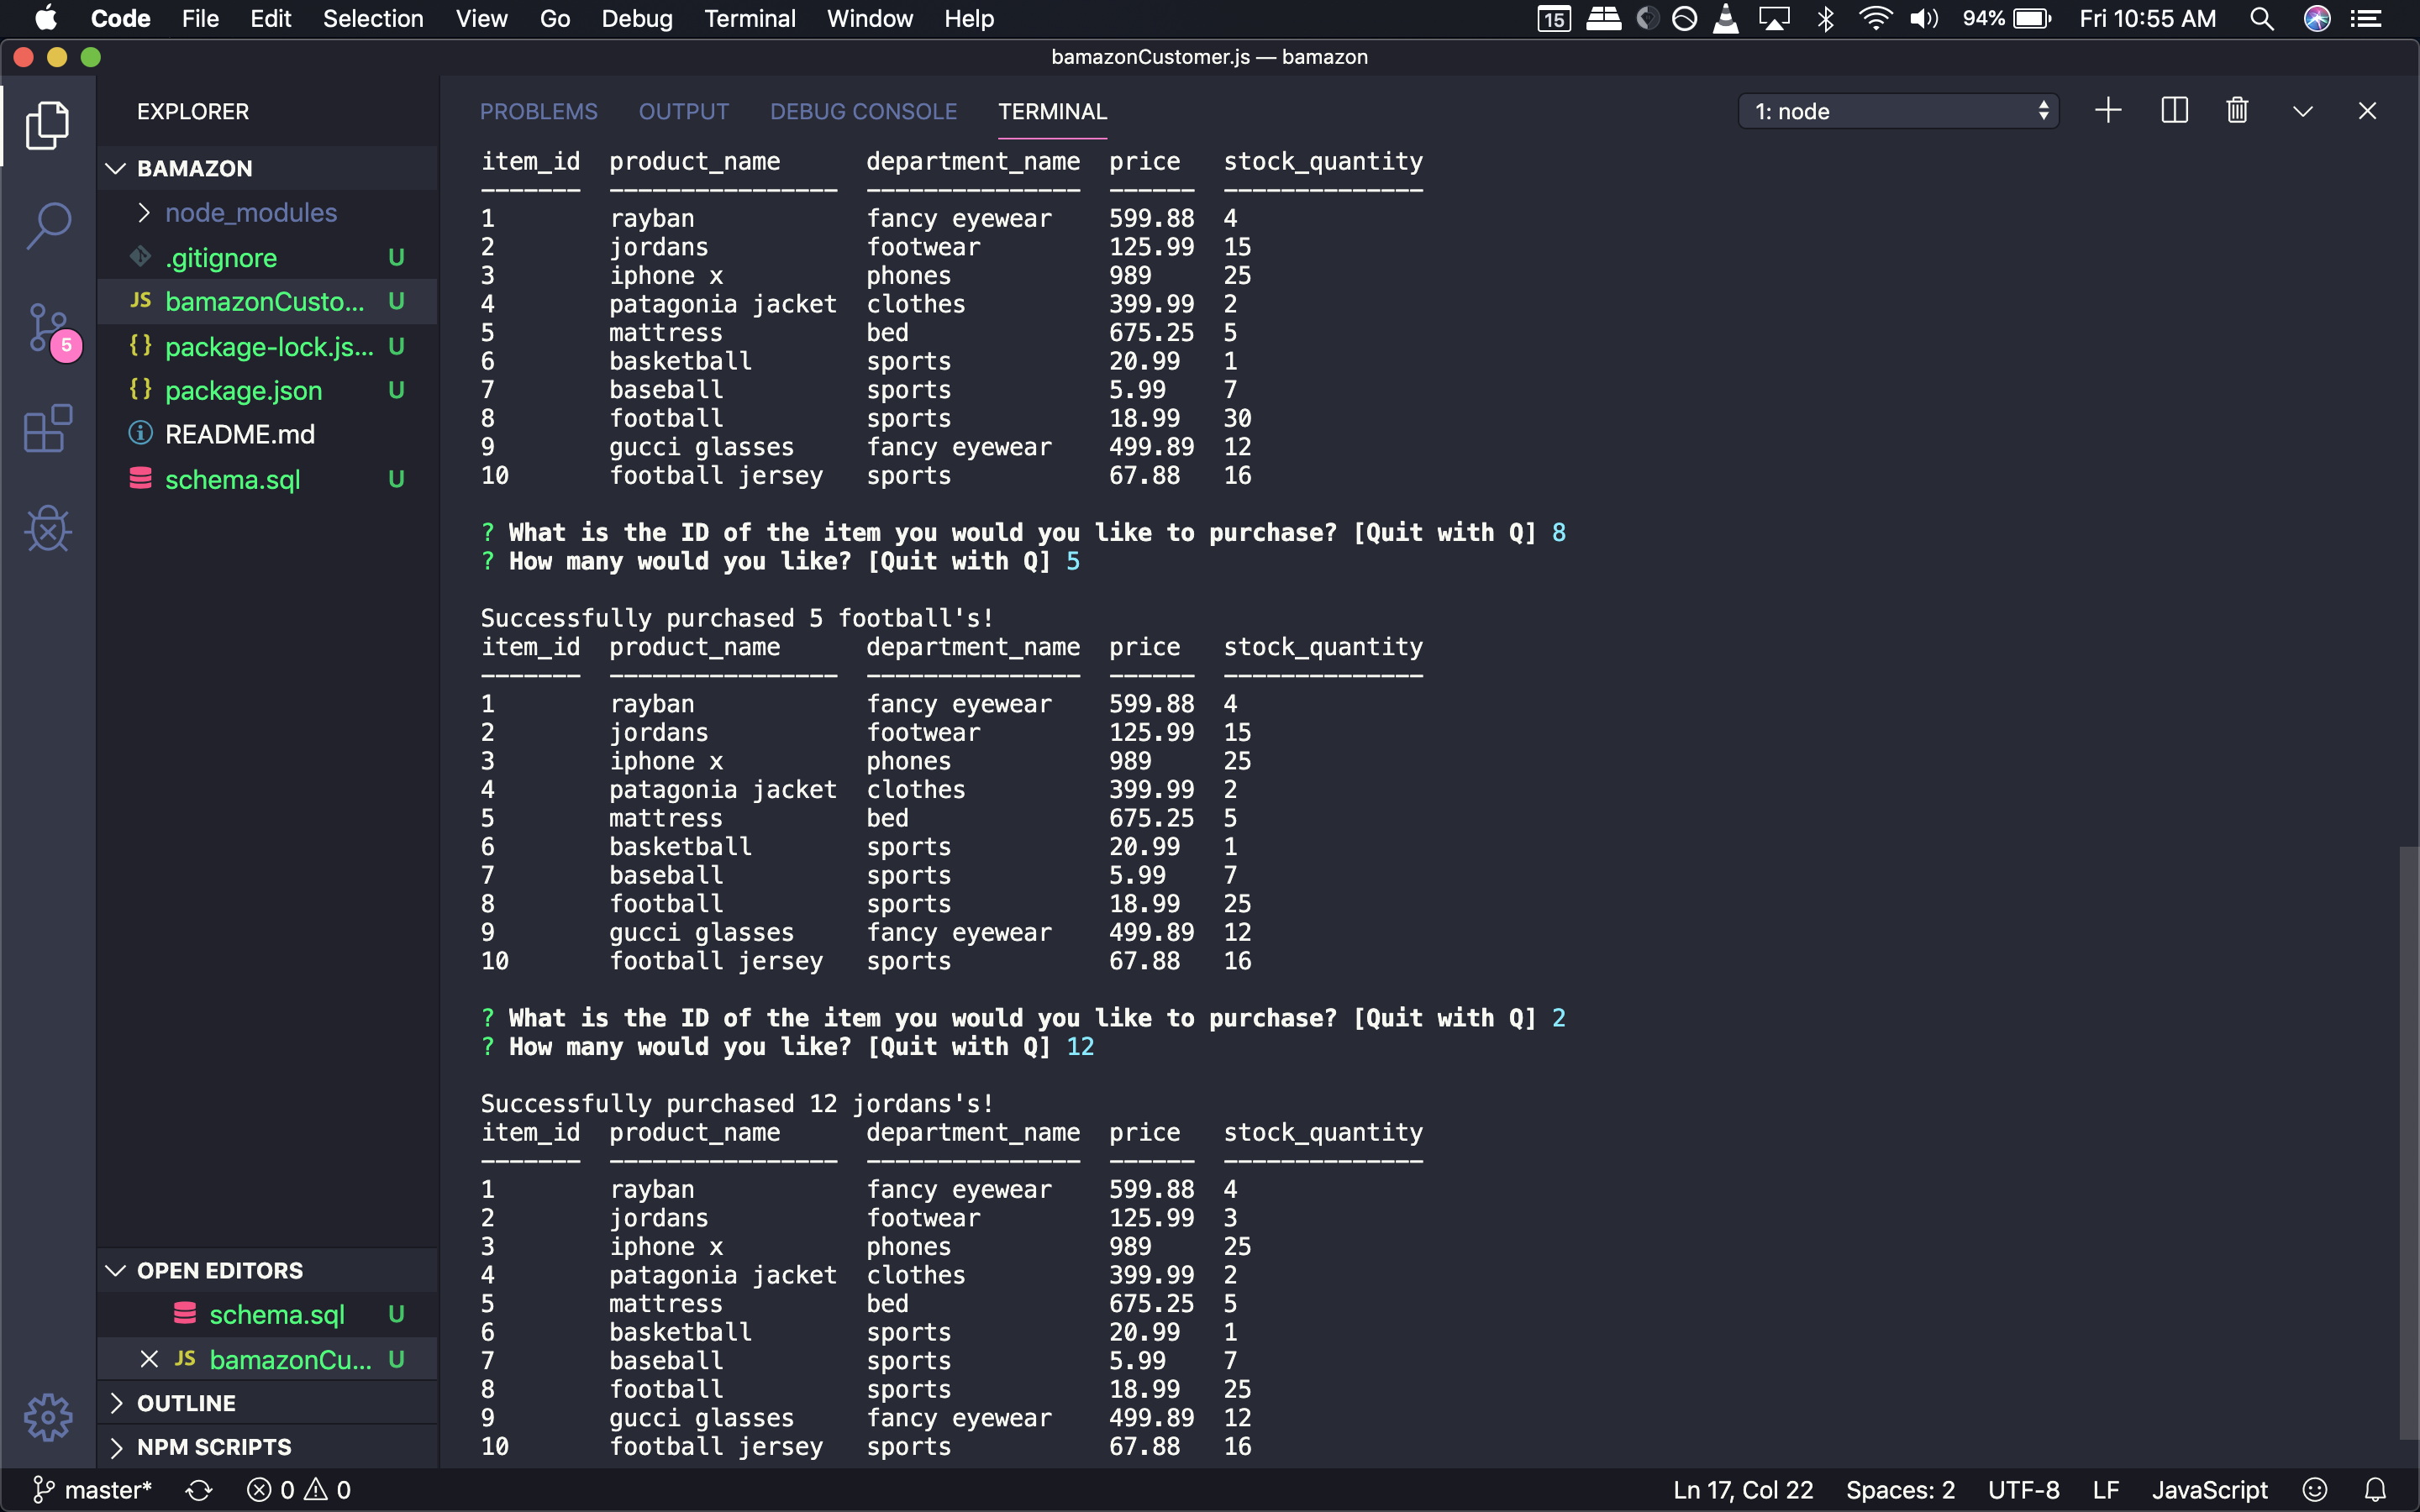 Code File Edit Selection View Go Debug Terminal Window Help 15 94% Fri 10:55 AM
bamazonCustomer.js — bamazon
EXPLORER
BAMAZON
node_modules
.gitignore U
JS bamazonCusto... U
{} package-lock.js... U
{} package.json U
README.md
schema.sql U
5
OPEN EDITORS
schema.sql U
JS bamazonCu... U
OUTLINE
NPM SCRIPTS
PROBLEMS OUTPUT DEBUG CONSOLE TERMINAL 1: node
item_id product_name department_name price stock_quantity
------- ---------------- --------------- ------ --------------
1 rayban fancy eyewear 599.88 4
2 jordans footwear 125.99 15
3 iphone x phones 989 25
4 patagonia jacket clothes 399.99 2
5 mattress bed 675.25 5
6 basketball sports 20.99 1
7 baseball sports 5.99 7
8 football sports 18.99 30
9 gucci glasses fancy eyewear 499.89 12
10 football jersey sports 67.88 16
? What is the ID of the item you would you like to purchase? [Quit with Q] 8
? How many would you like? [Quit with Q] 5
Successfully purchased 5 football's!
item_id product_name department_name price stock_quantity
------- ---------------- --------------- ------ --------------
1 rayban fancy eyewear 599.88 4
2 jordans footwear 125.99 15
3 iphone x phones 989 25
4 patagonia jacket clothes 399.99 2
5 mattress bed 675.25 5
6 basketball sports 20.99 1
7 baseball sports 5.99 7
8 football sports 18.99 25
9 gucci glasses fancy eyewear 499.89 12
10 football jersey sports 67.88 16
? What is the ID of the item you would you like to purchase? [Quit with Q] 2
? How many would you like? [Quit with Q] 12
Successfully purchased 12 jordans's!
item_id product_name department_name price stock_quantity
------- ---------------- --------------- ------ --------------
1 rayban fancy eyewear 599.88 4
2 jordans footwear 125.99 3
3 iphone x phones 989 25
4 patagonia jacket clothes 399.99 2
5 mattress bed 675.25 5
6 basketball sports 20.99 1
7 baseball sports 5.99 7
8 football sports 18.99 25
9 gucci glasses fancy eyewear 499.89 12
10 football jersey sports 67.88 16
master* 0 0 Ln 17, Col 22 Spaces: 2 UTF-8 LF JavaScript